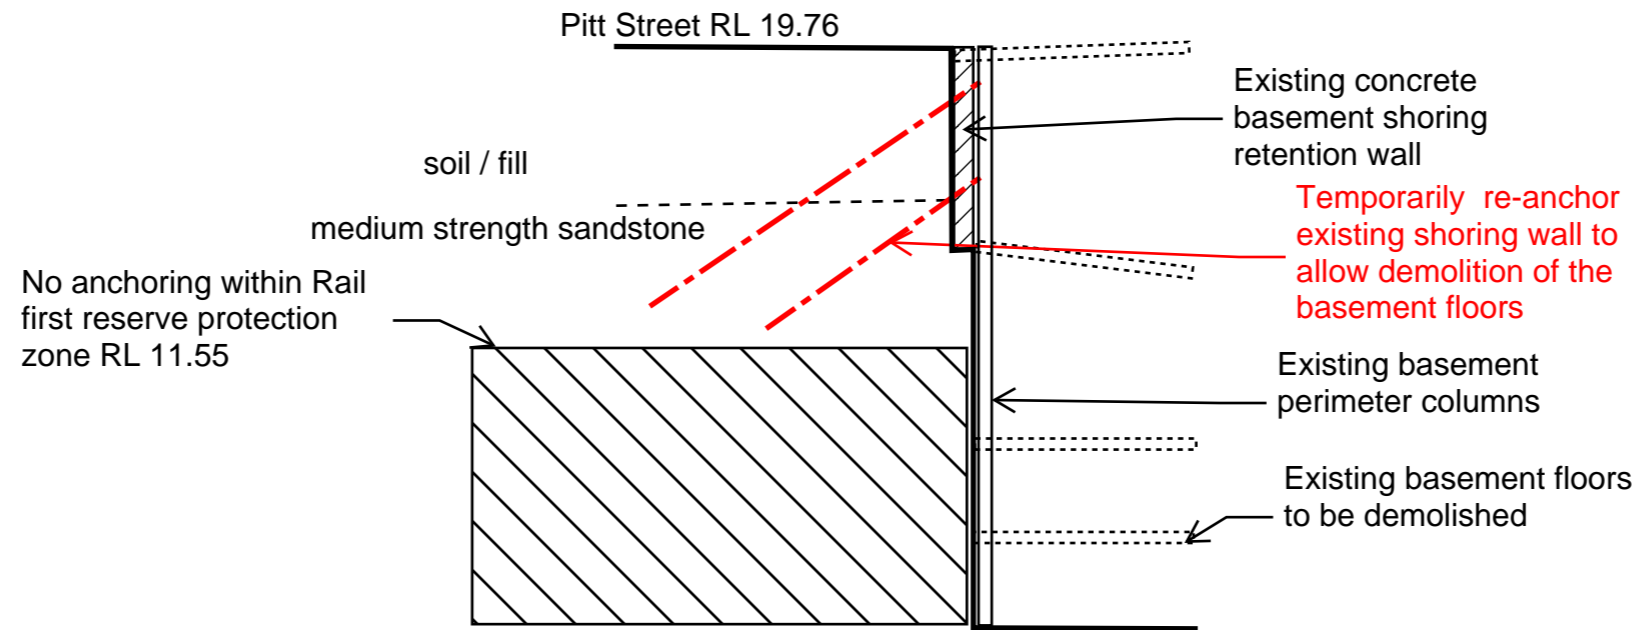 Pitt Street RL 19.76
Existing concrete
basement shoring
retention wall
soil / fill
Temporarily re-anchor
existing shoring wall to
allow demolition of the
basement floors
medium strength sandstone
No anchoring within Rail
first reserve protection
zone RL 11.55
Existing basement
perimeter columns
Existing basement floors
to be demolished